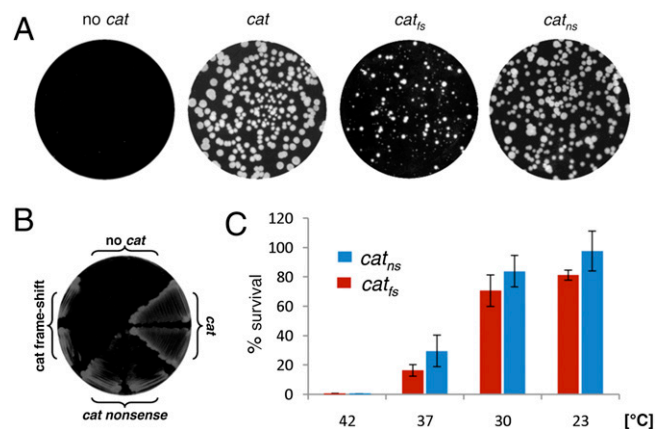 A
no cat
cat
catfs
catns
B
no cat
cat frame-shift
cat
cat nonsense
C
% survival
120
100
80
60
40
20
0
catns
catfs
42
37
30
23
[°C]